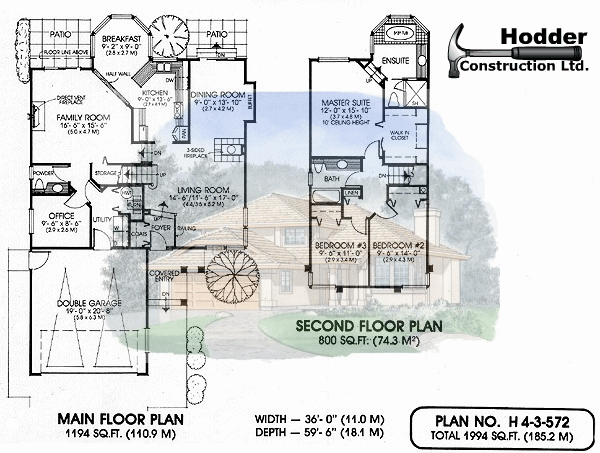 PATIO
FLOOR LINE ABOVE
BREAKFAST
9'- 2" x 9'- 0"
(2.8 x 2.7 M)
PATIO
HALF WALL
DW
DIRECT VENT
FIREPLACE
KITCHEN
9'- 0" x 13'- 6"
DINING ROOM
9'- 0" x 13'- 10"
(2.7 x 4.2 M)
BUFFET
FAMILY ROOM
16'- 6" x 15'- 6"
(5.0 x 4.7 M)
PAN
DN
3-SIDED
FIREPLACE
POWDER
STORAGE
UP
OFFICE
9'- 6" x 8'- 6"
(2.9 x 2.6 M)
UTILITY
HWT
FURN
W
D
COATS
DN
UP
FOYER
RAILING
LIVING ROOM
14'- 6"/11'- 6" x 17'- 0"
(4.4/3.5 x 5.2 M)
COVERED
ENTRY
DOUBLE GARAGE
19'- 0" x 20'- 8"
(5.8 x 6.3 M)
MAIN FLOOR PLAN
1194 SQ.FT. (110.9 M)
ENSUITE
SH
MASTER SUITE
12'- 0" x 15'- 10"
(3.7 x 4.8 M)
10' CEILING HEIGHT
WALK IN
CLOSET
BATH
LINEN
DN
BEDROOM #3
9'- 6" x 11'- 0"
(2.9 x 3.4 M)
BEDROOM #2
9'- 6" x 14'- 0"
(2.9 x 4.3 M)
SECOND FLOOR PLAN
800 SQ.FT: (74.3 M²)
WIDTH — 36'- 0" (11.0 M)
DEPTH — 59'- 6" (18.1 M)
Hodder
Construction Ltd.
PLAN NO. H 4-3-572
TOTAL 1994 SQ.FT. (185.2 M)